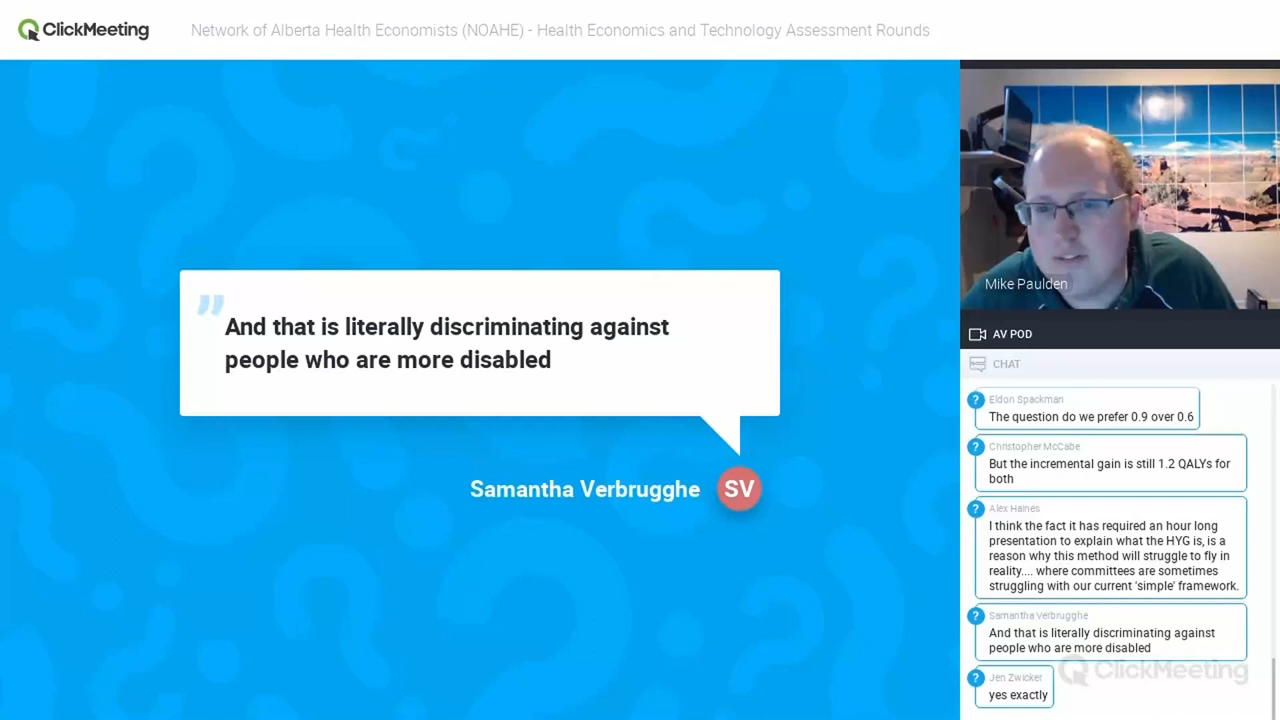 ClickMeeting
Network of Alberta Health Economists (NOAHE) - Health Economics and Technology Assessment Rounds
And that is literally discriminating against
people who are more disabled
Samantha Verbrugghe
SV
Mike Paulden
AV POD
CHAT
?
Eldon Spackman
The question do we prefer 0.9 over 0.6
?
Christopher McCabe
But the incremental gain is still 1.2 QALYs for
both
?
Alex Haines
I think the fact it has required an hour long
presentation to explain what the HYG is, is a
reason why this method will struggle to fly in
reality.... where committees are sometimes
struggling with our current 'simple' framework.
?
Samantha Verbrugghe
And that is literally discriminating against
people who are more disabled
?
Jen Zwicker
yes exactly
ClickMeeting